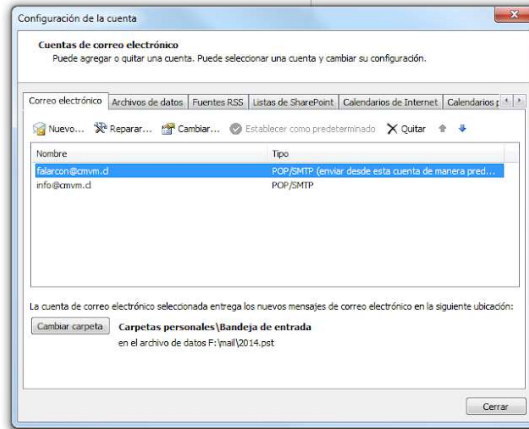 Configuración de la cuenta
Cuentas de correo electrónico
Puede agregar o quitar una cuenta. Puede seleccionar una cuenta y cambiar su configuración.
Correo electrónico Archivos de datos Fuentes RSS Listas de SharePoint Calendarios de Internet Calendarios p
Nuevo... Reparar... Cambiar... Establecer como predeterminado Quitar
Nombre Tipo
falarcon@cmvm.cl POP/SMTP (enviar desde esta cuenta de manera pred...
info@cmvm.cl POP/SMTP
La cuenta de correo electrónico seleccionada entrega los nuevos mensajes de correo electrónico en la siguiente ubicación:
Cambiar carpeta Carpetas personales\Bandeja de entrada
en el archivo de datos F:\mail\2014.pst
Cerrar